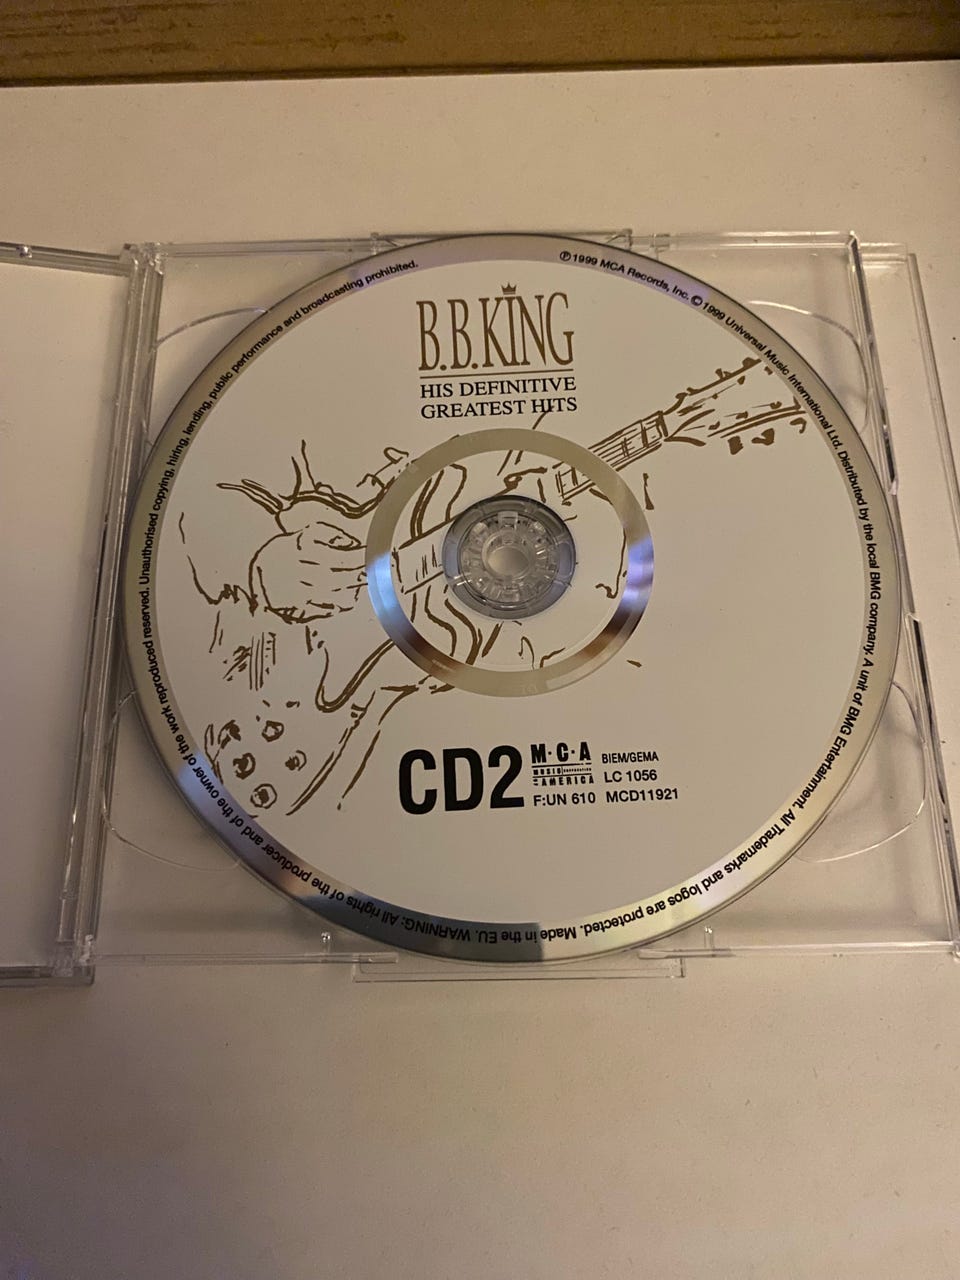 B.B.KING
HIS DEFINITIVE
GREATEST HITS
CD2
M·C·A
MUSIC CORPORATION
OF AMERICA
BIEM/GEMA
LC 1056
F:UN 610 MCD11921
℗ 1999 MCA Records, Inc. © 1999 Universal Music International Ltd. Distributed by the local BMG company. A unit of BMG Entertainment. All Trademarks and logos are protected. Made in the EU. WARNING: All rights of the producer and of the owner of the work reproduced reserved. Unauthorised copying, hiring, lending, public performance and broadcasting prohibited.